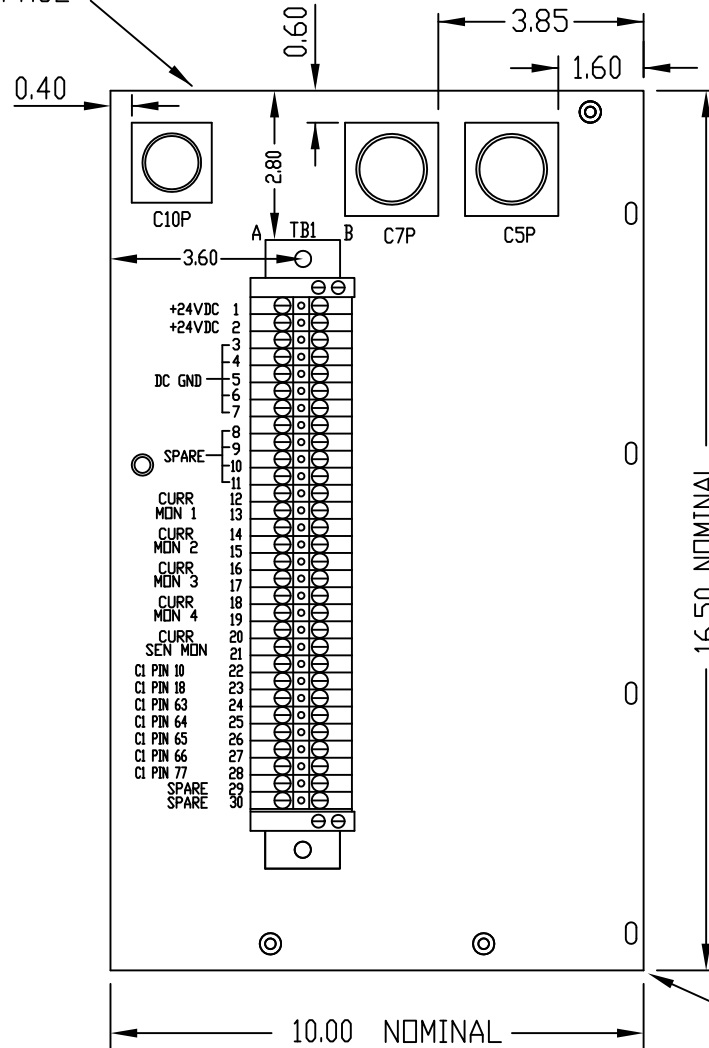 3.85
0.60
1.60
0.40
2.80
C10P
A TB1 B
C7P
C5P
3.60
+24VDC 1
+24VDC 2
3
4
DC GND 5
6
7
8
9
SPARE
10
11
CURR 12
MON 1 13
CURR 14
MON 2 15
CURR 16
MON 3 17
CURR 18
MON 4 19
CURR 20
SEN MON 21
C1 PIN 10 22
C1 PIN 18 23
C1 PIN 63 24
C1 PIN 64 25
C1 PIN 65 26
C1 PIN 66 27
C1 PIN 77 28
SPARE 29
SPARE 30
16.50 NOMINAL
10.00 NOMINAL